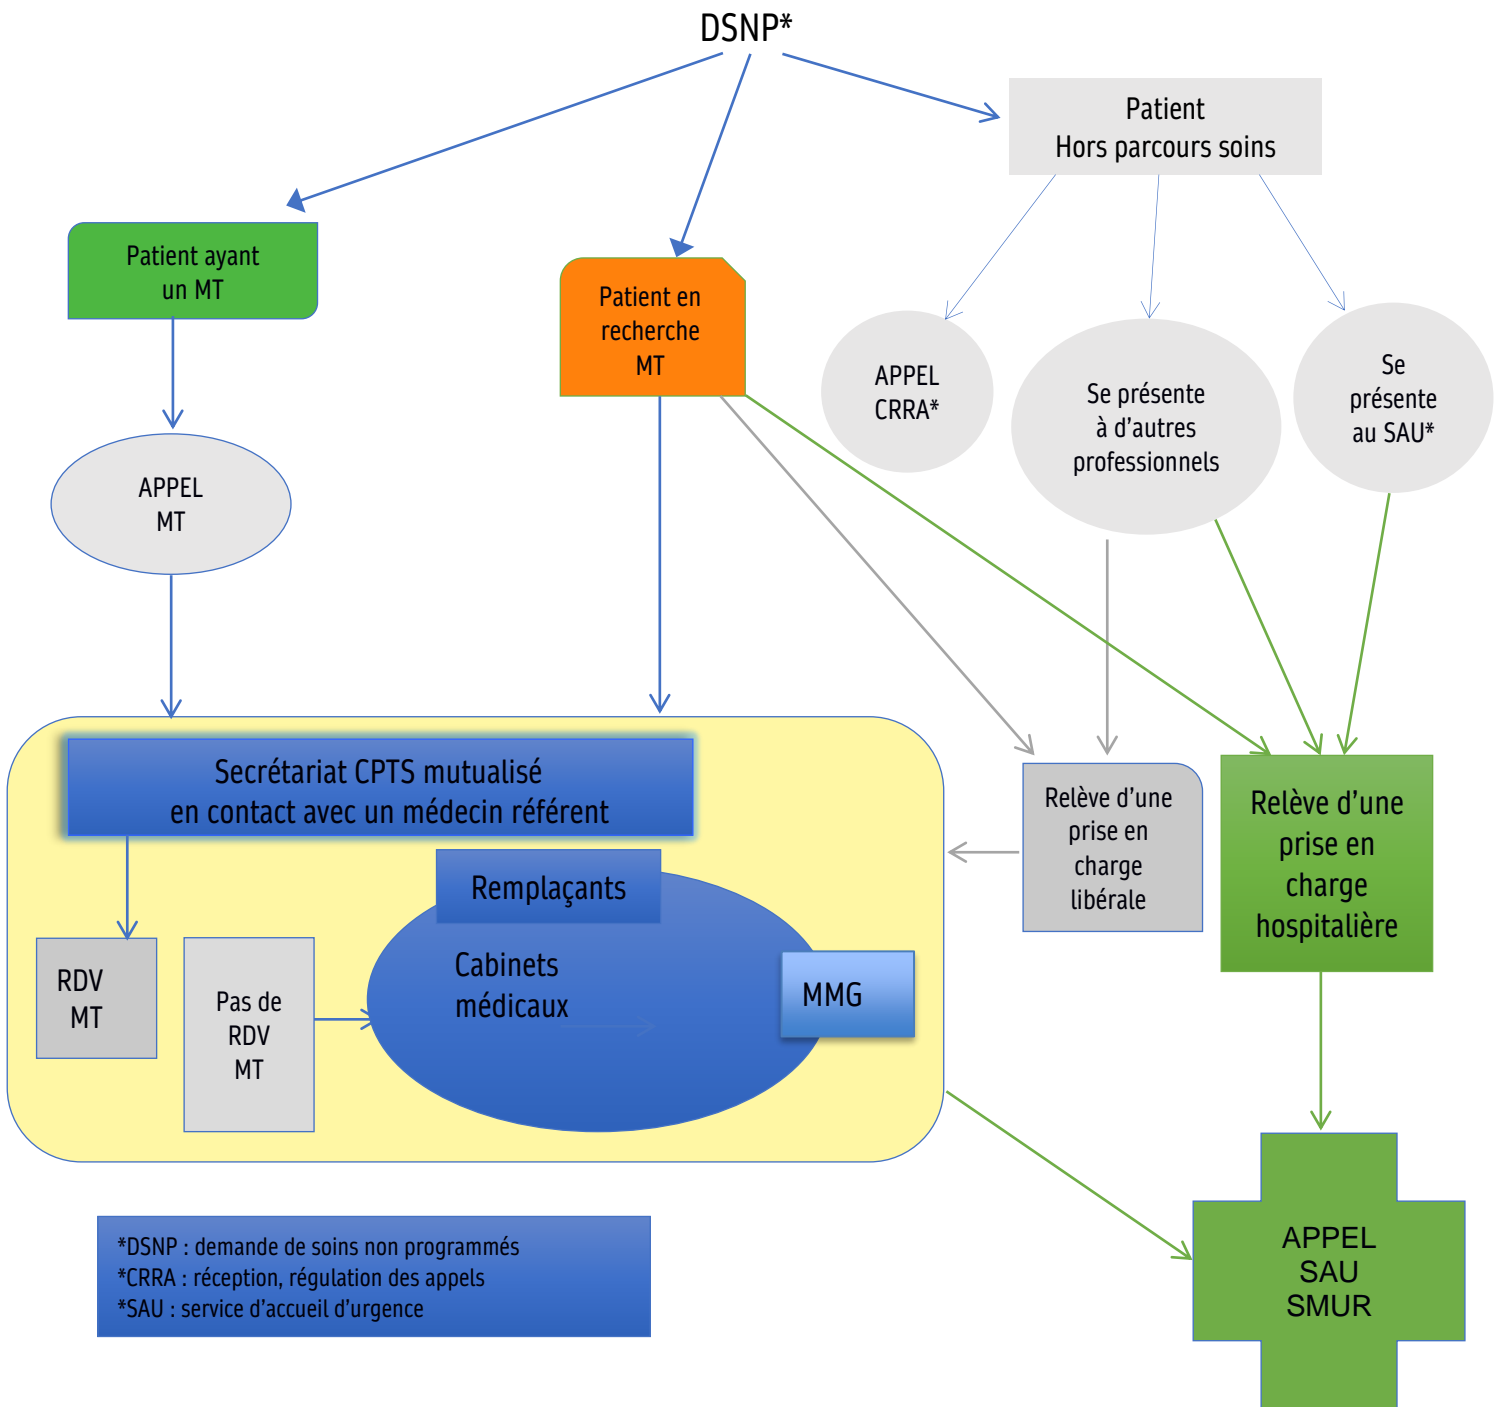 DSNP*
Patient
Hors parcours soins
Patient ayant
un MT
Patient en
recherche
MT
APPEL
CRRA*
Se présente
à d’autres
professionnels
Se
présente
au SAU*
APPEL
MT
Secrétariat CPTS mutualisé
en contact avec un médecin référent
Relève d’une
prise en
charge
libérale
Relève d’une
prise en
charge
hospitalière
Remplaçants
Cabinets
médicaux
MMG
RDV
MT
Pas de
RDV
MT
*DSNP : demande de soins non programmés
*CRRA : réception, régulation des appels
*SAU : service d’accueil d’urgence
APPEL
SAU
SMUR